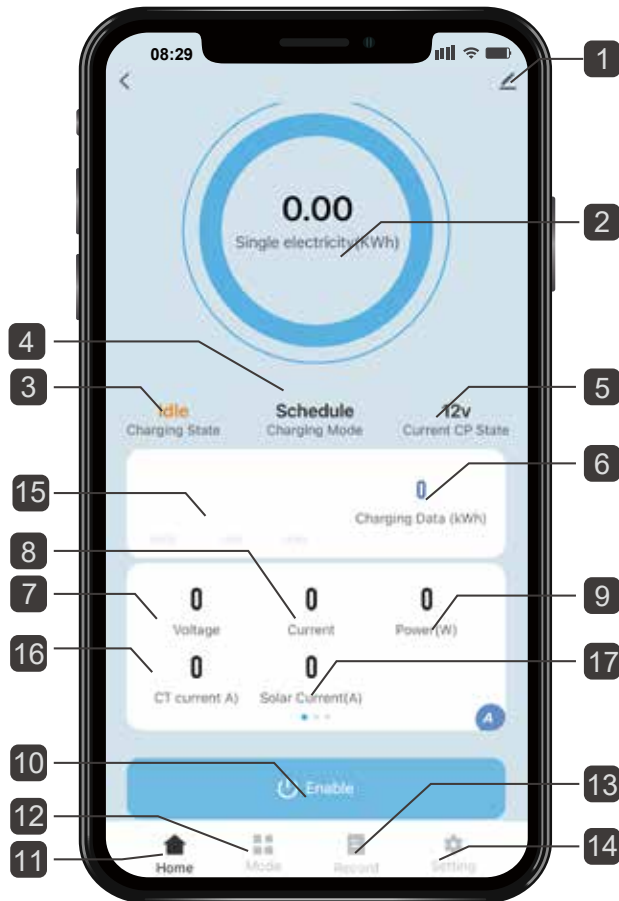 08:29
1
0.00
Single electricity(KWh)
2
4
3
5
Idle Schedule 12v
Charging State Charging Mode Current CP State
6
15
0
Charging Data (kWh)
8
7
9
0 0 0
Voltage Current Power(W)
16
17
0 0
CT current A) Solar Current(A)
A
10
Enable
13
12
11
14
Home Mode Record Setting